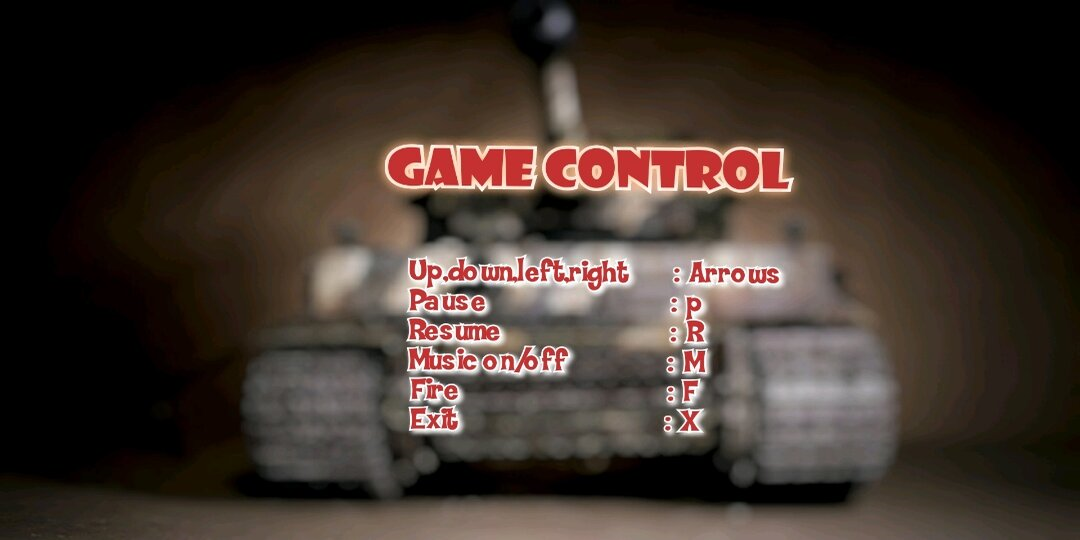 GAME CONTROL
Up,down,left,right : Arrows
Pause : p
Resume : R
Music on/off : M
Fire : F
Exit : X